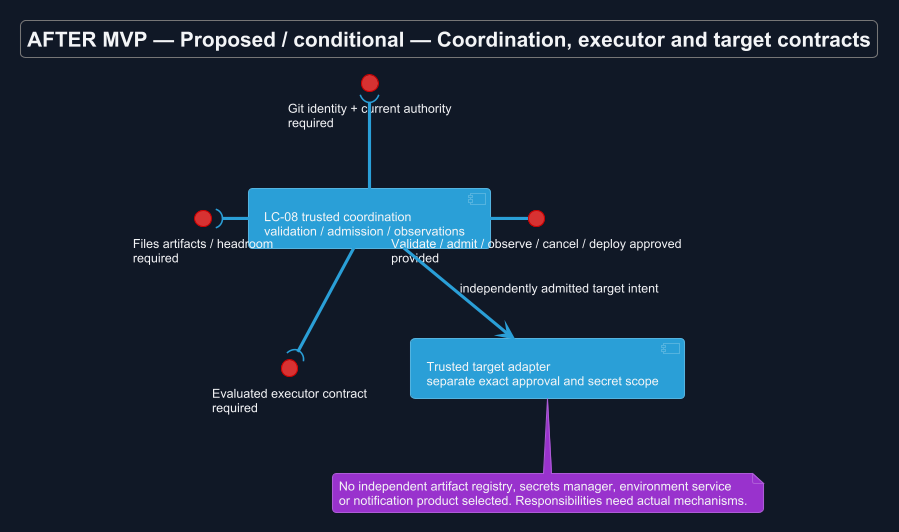 AFTER MVP — Proposed / conditional — Coordination, executor and target contracts
Git identity + current authority
required
LC-08 trusted coordination
validation / admission / observations
Files artifacts / headroom
required
Validate / admit / observe / cancel / deploy approved
provided
independently admitted target intent
Trusted target adapter
separate exact approval and secret scope
Evaluated executor contract
required
No independent artifact registry, secrets manager, environment service
or notification product selected. Responsibilities need actual mechanisms.